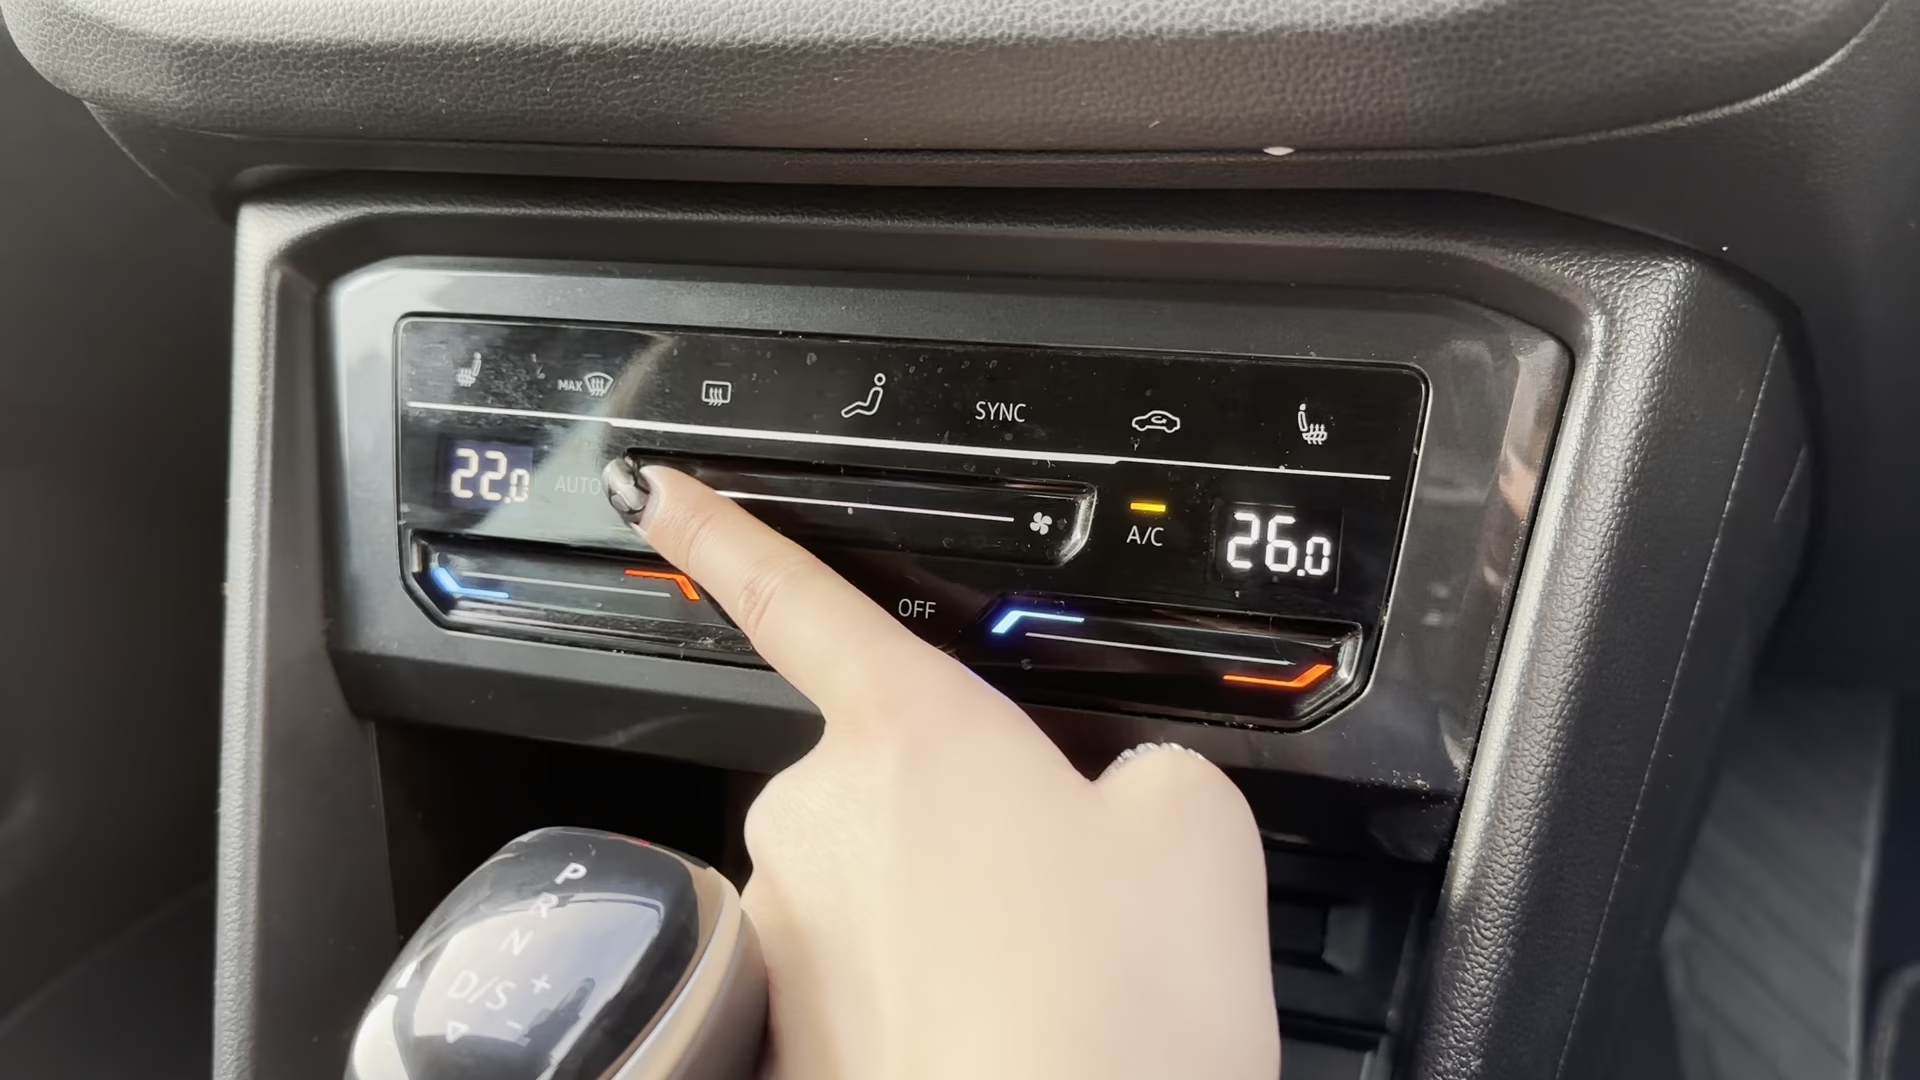 MAX
SYNC
22.0
AUTO
A/C
26.0
OFF
P
R
N
D/S +
-